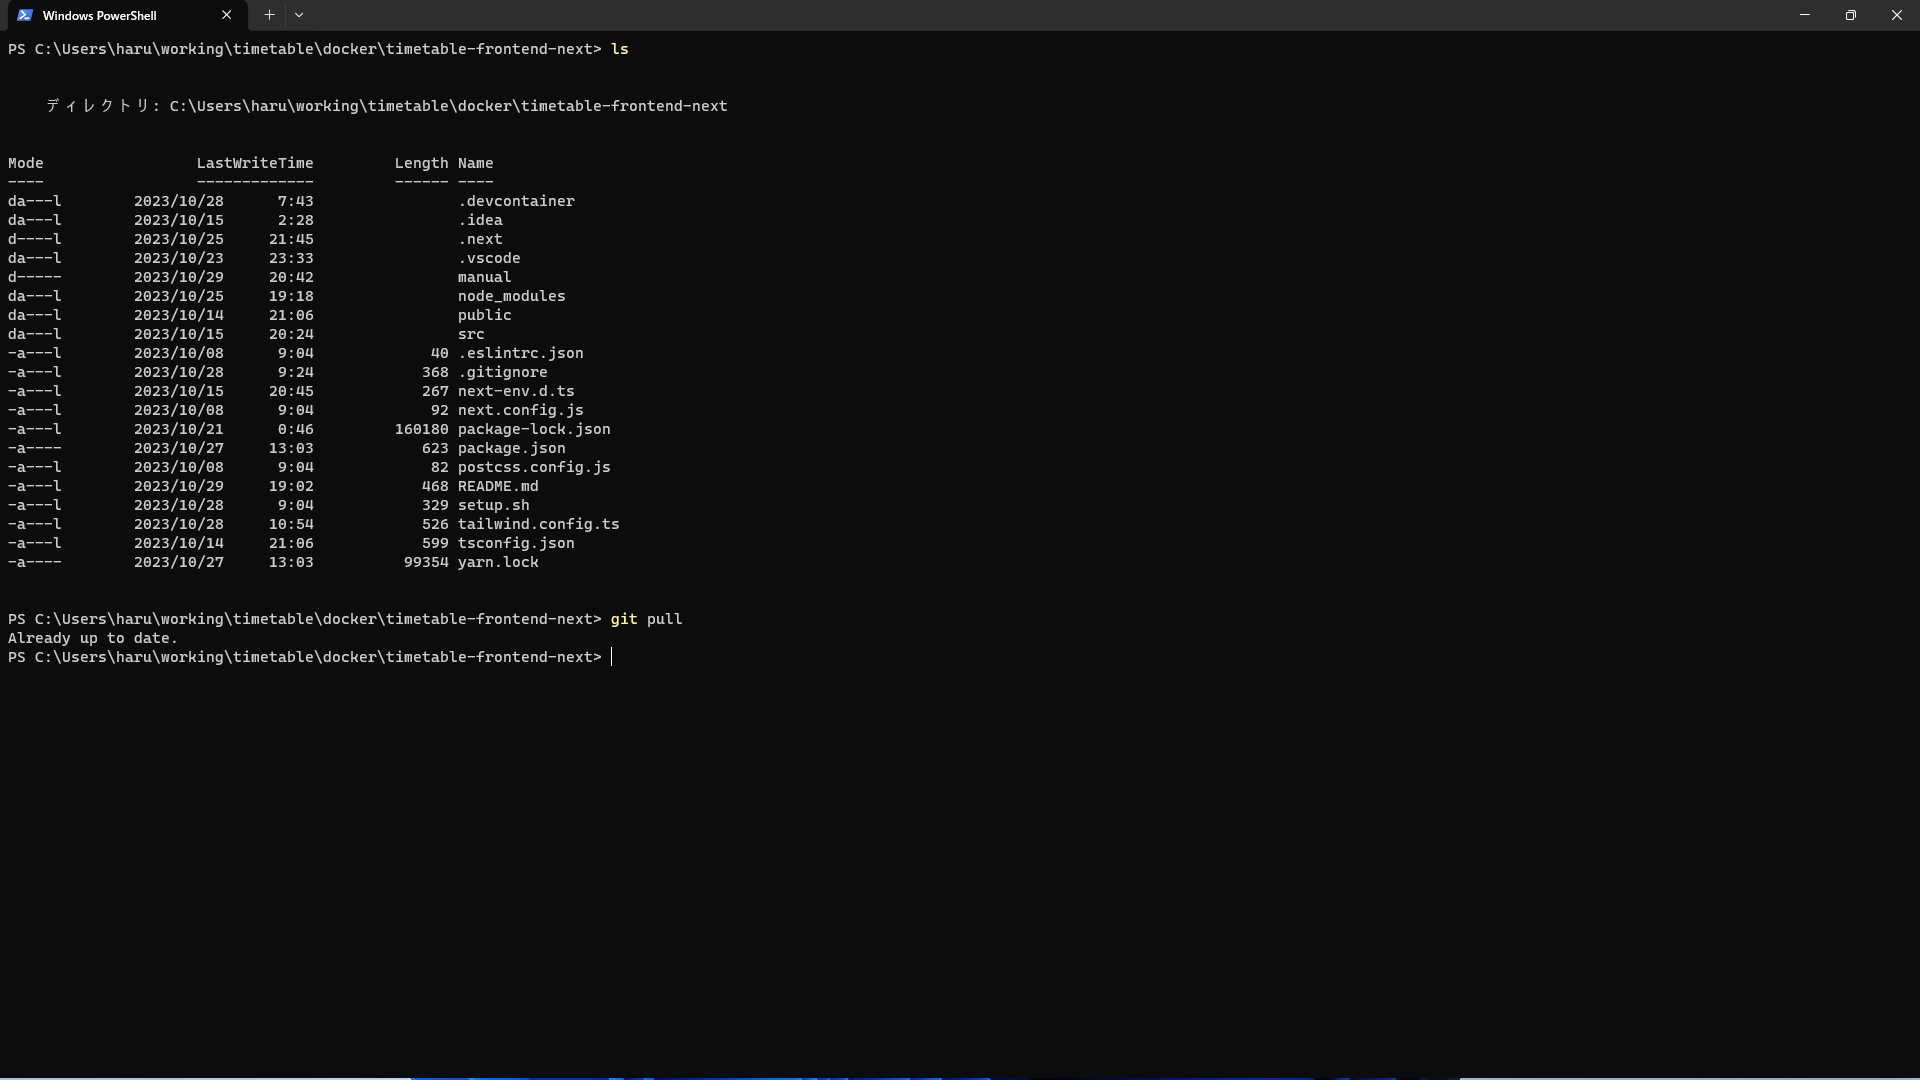 Windows PowerShell
PS C:\Users\haru\working\timetable\docker\timetable-frontend-next> ls
ディレクトリ: C:\Users\haru\working\timetable\docker\timetable-frontend-next
Mode                 LastWriteTime         Length Name
----                 -------------         ------ ----
da---l        2023/10/28      7:43                .devcontainer
da---l        2023/10/15      2:28                .idea
d----l        2023/10/25     21:45                .next
da---l        2023/10/23     23:33                .vscode
d-----        2023/10/29     20:42                manual
da---l        2023/10/25     19:18                node_modules
da---l        2023/10/14     21:06                public
da---l        2023/10/15     20:24                src
-a---l        2023/10/08      9:04             40 .eslintrc.json
-a---l        2023/10/28      9:24            368 .gitignore
-a---l        2023/10/15     20:45            267 next-env.d.ts
-a---l        2023/10/08      9:04             92 next.config.js
-a---l        2023/10/21      0:46         160180 package-lock.json
-a----        2023/10/27     13:03            623 package.json
-a---l        2023/10/08      9:04             82 postcss.config.js
-a---l        2023/10/29     19:02            468 README.md
-a---l        2023/10/28      9:04            329 setup.sh
-a---l        2023/10/28     10:54            526 tailwind.config.ts
-a---l        2023/10/14     21:06            599 tsconfig.json
-a----        2023/10/27     13:03          99354 yarn.lock
PS C:\Users\haru\working\timetable\docker\timetable-frontend-next> git pull
Already up to date.
PS C:\Users\haru\working\timetable\docker\timetable-frontend-next>